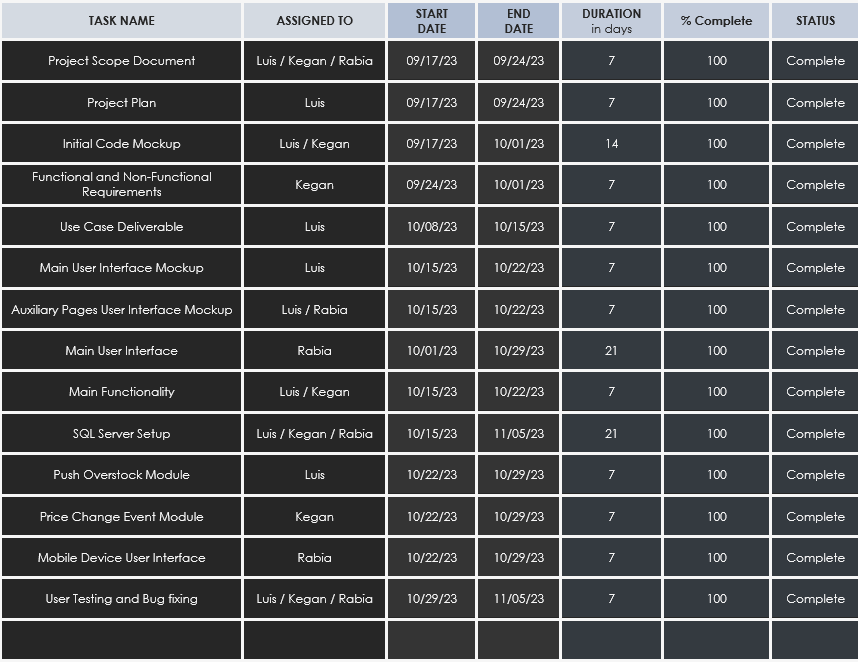 TASK NAME ASSIGNED TO START DATE END DATE DURATION in days % Complete STATUS
Project Scope Document Luis / Kegan / Rabia 09/17/23 09/24/23 7 100 Complete
Project Plan Luis 09/17/23 09/24/23 7 100 Complete
Initial Code Mockup Luis / Kegan 09/17/23 10/01/23 14 100 Complete
Functional and Non-Functional Requirements Kegan 09/24/23 10/01/23 7 100 Complete
Use Case Deliverable Luis 10/08/23 10/15/23 7 100 Complete
Main User Interface Mockup Luis 10/15/23 10/22/23 7 100 Complete
Auxiliary Pages User Interface Mockup Luis / Rabia 10/15/23 10/22/23 7 100 Complete
Main User Interface Rabia 10/01/23 10/29/23 21 100 Complete
Main Functionality Luis / Kegan 10/15/23 10/22/23 7 100 Complete
SQL Server Setup Luis / Kegan / Rabia 10/15/23 11/05/23 21 100 Complete
Push Overstock Module Luis 10/22/23 10/29/23 7 100 Complete
Price Change Event Module Kegan 10/22/23 10/29/23 7 100 Complete
Mobile Device User Interface Rabia 10/22/23 10/29/23 7 100 Complete
User Testing and Bug fixing Luis / Kegan / Rabia 10/29/23 11/05/23 7 100 Complete